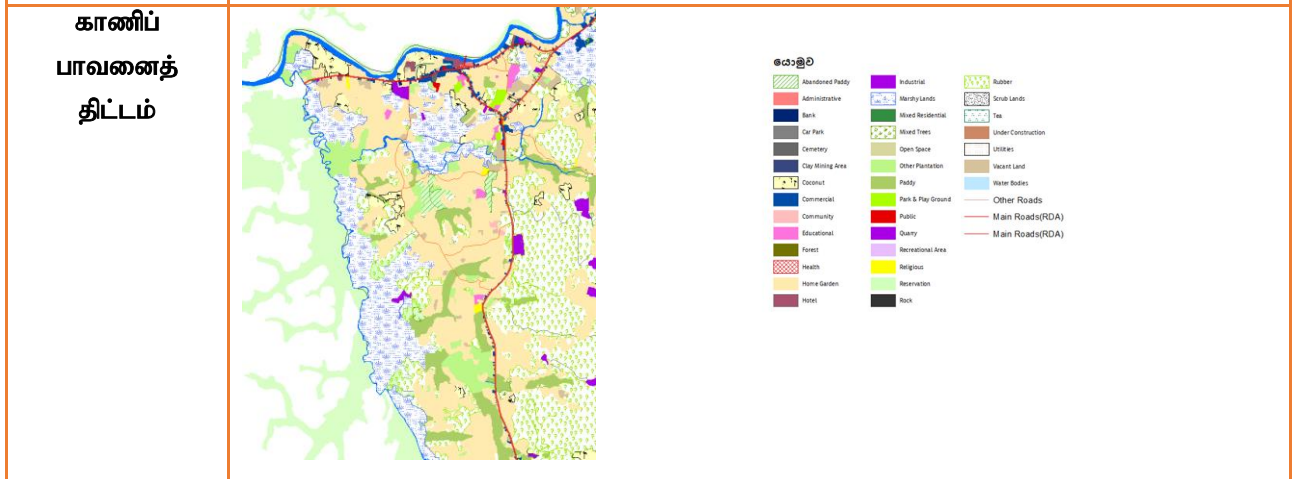 காணிப்
பாவனைத்
திட்டம்
යොමුව
Abandoned Paddy
Administrative
Bank
Car Park
Cemetery
Clay Mining Area
Coconut
Commercial
Community
Educational
Forest
Health
Home Garden
Hotel
Industrial
Marshy Lands
Mixed Residential
Mixed Trees
Open Space
Other Plantation
Paddy
Park & Play Ground
Public
Quarry
Recreational Area
Religious
Reservation
Rock
Rubber
Scrub Lands
Tea
Under Construction
Utilities
Vacant Land
Water Bodies
Other Roads
Main Roads(RDA)
Main Roads(RDA)